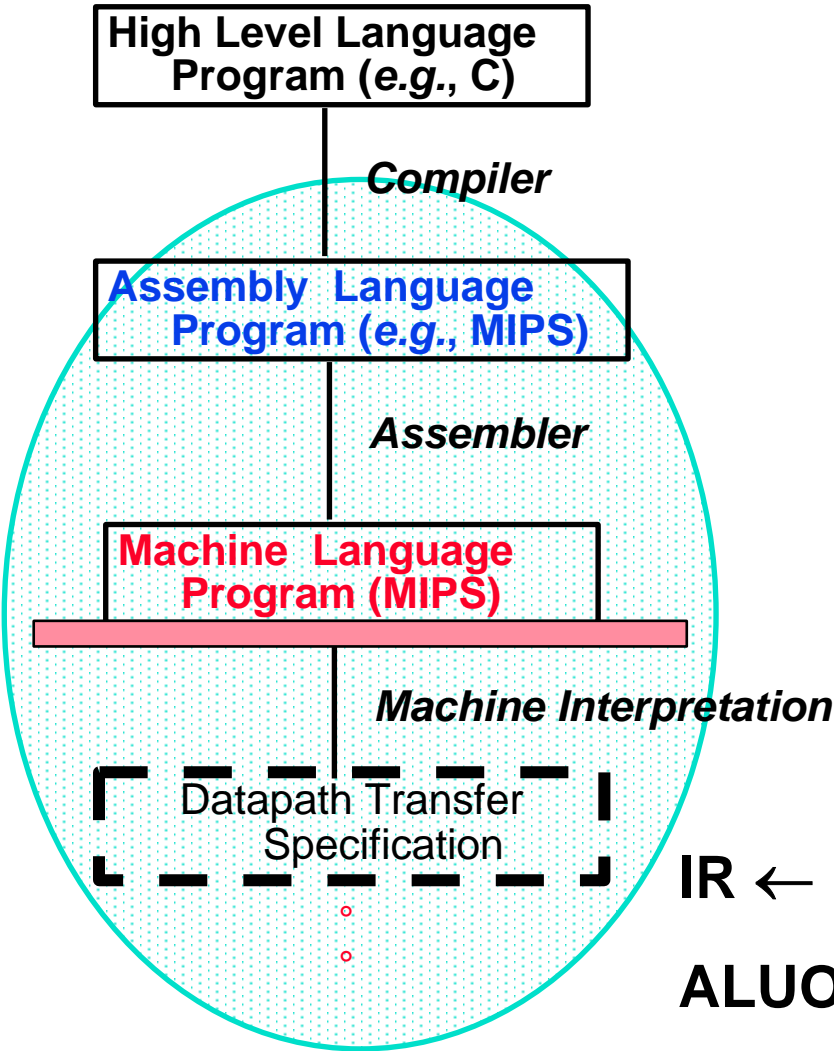 High Level Language
Program (e.g., C)
Compiler
Assembly Language
Program (e.g., MIPS)
Assembler
Machine Language
Program (MIPS)
Machine Interpretation
Datapath Transfer
Specification
IR ←